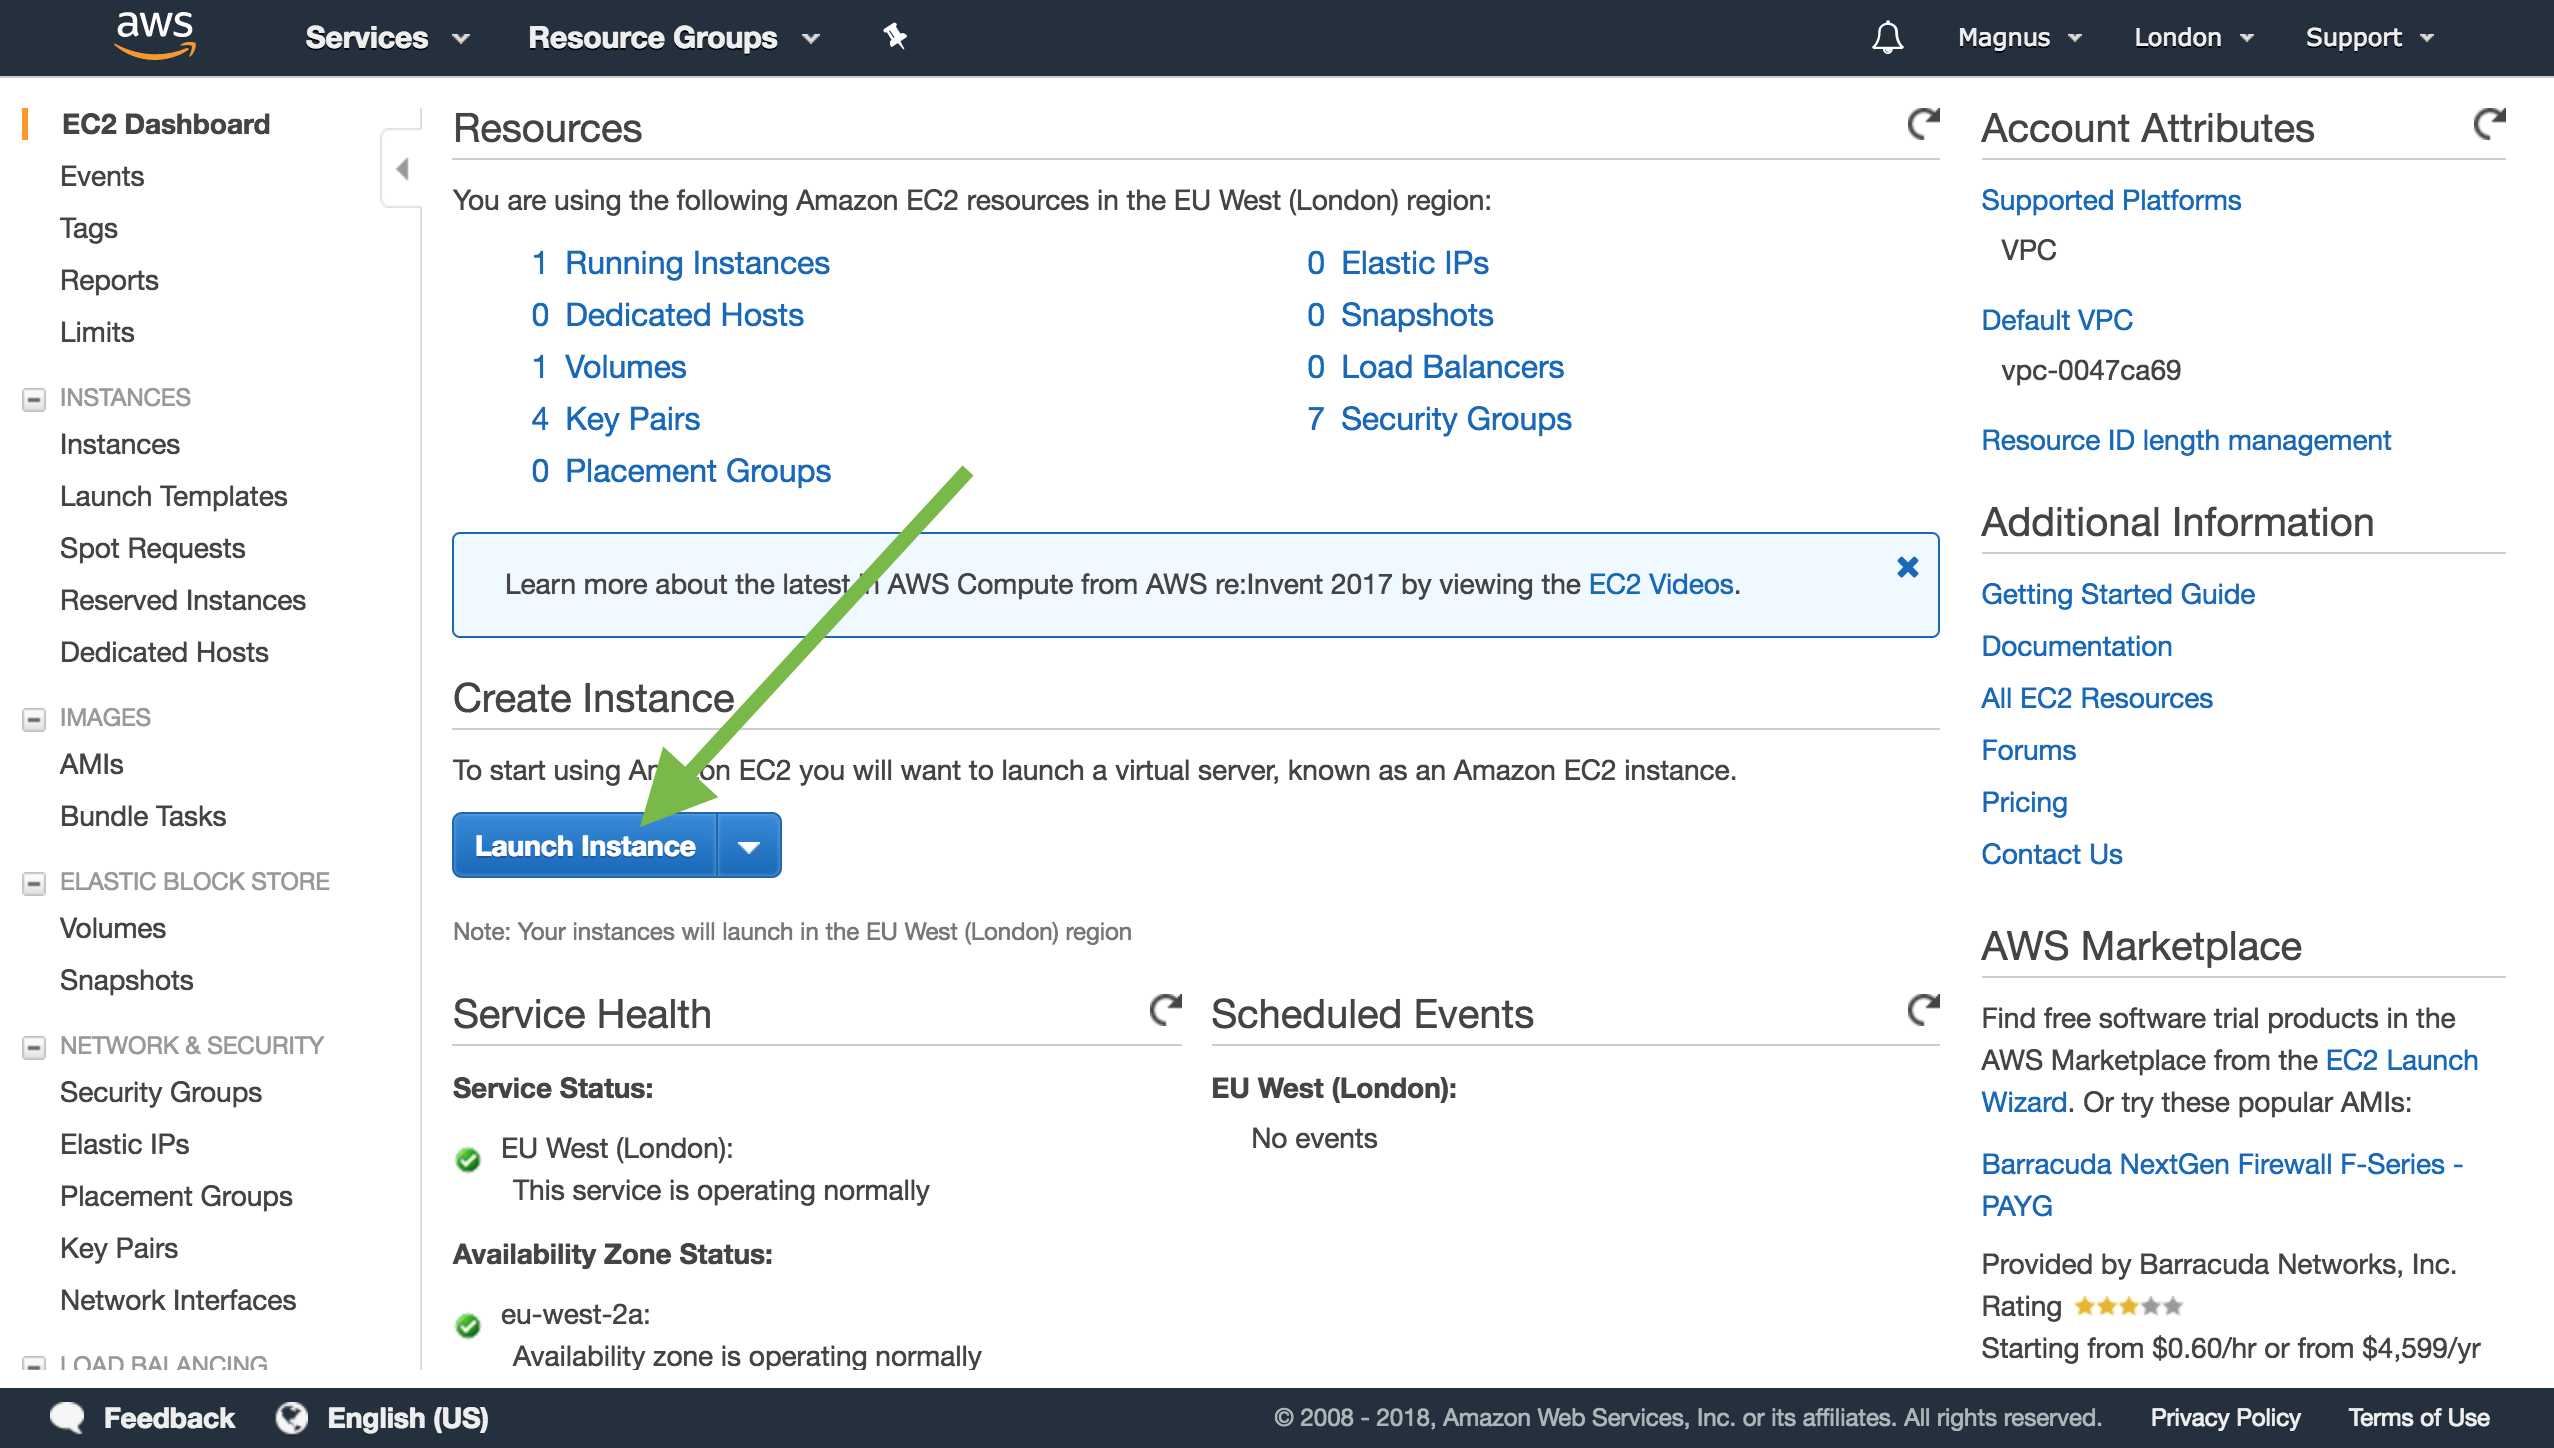 aws
Services
Resource Groups
Magnus
London
Support
EC2 Dashboard
Events
Tags
Reports
Limits
INSTANCES
Instances
Launch Templates
Spot Requests
Reserved Instances
Dedicated Hosts
IMAGES
AMIs
Bundle Tasks
ELASTIC BLOCK STORE
Volumes
Snapshots
NETWORK & SECURITY
Security Groups
Elastic IPs
Placement Groups
Key Pairs
Network Interfaces
LOAD BALANCING
Resources
You are using the following Amazon EC2 resources in the EU West (London) region:
1 Running Instances
0 Elastic IPs
0 Dedicated Hosts
0 Snapshots
1 Volumes
0 Load Balancers
4 Key Pairs
7 Security Groups
0 Placement Groups
Learn more about the latest in AWS Compute from AWS re:Invent 2017 by viewing the EC2 Videos.
Create Instance
To start using Amazon EC2 you will want to launch a virtual server, known as an Amazon EC2 instance.
Launch Instance
Note: Your instances will launch in the EU West (London) region
Service Health
Service Status:
EU West (London):
This service is operating normally
Availability Zone Status:
eu-west-2a:
Availability zone is operating normally
Scheduled Events
EU West (London):
No events
Account Attributes
Supported Platforms
VPC
Default VPC
vpc-0047ca69
Resource ID length management
Additional Information
Getting Started Guide
Documentation
All EC2 Resources
Forums
Pricing
Contact Us
AWS Marketplace
Find free software trial products in the
AWS Marketplace from the EC2 Launch
Wizard. Or try these popular AMIs:
Barracuda NextGen Firewall F-Series -
PAYG
Provided by Barracuda Networks, Inc.
Rating
Starting from $0.60/hr or from $4,599/yr
Feedback
English (US)
© 2008 - 2018, Amazon Web Services, Inc. or its affiliates. All rights reserved.
Privacy Policy
Terms of Use